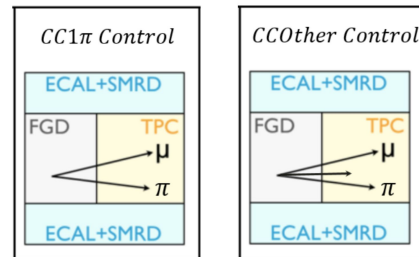 CC1π Control
ECAL+SMRD
FGD TPC
μ
π
ECAL+SMRD
CCOther Control
ECAL+SMRD
FGD TPC
μ
π
ECAL+SMRD